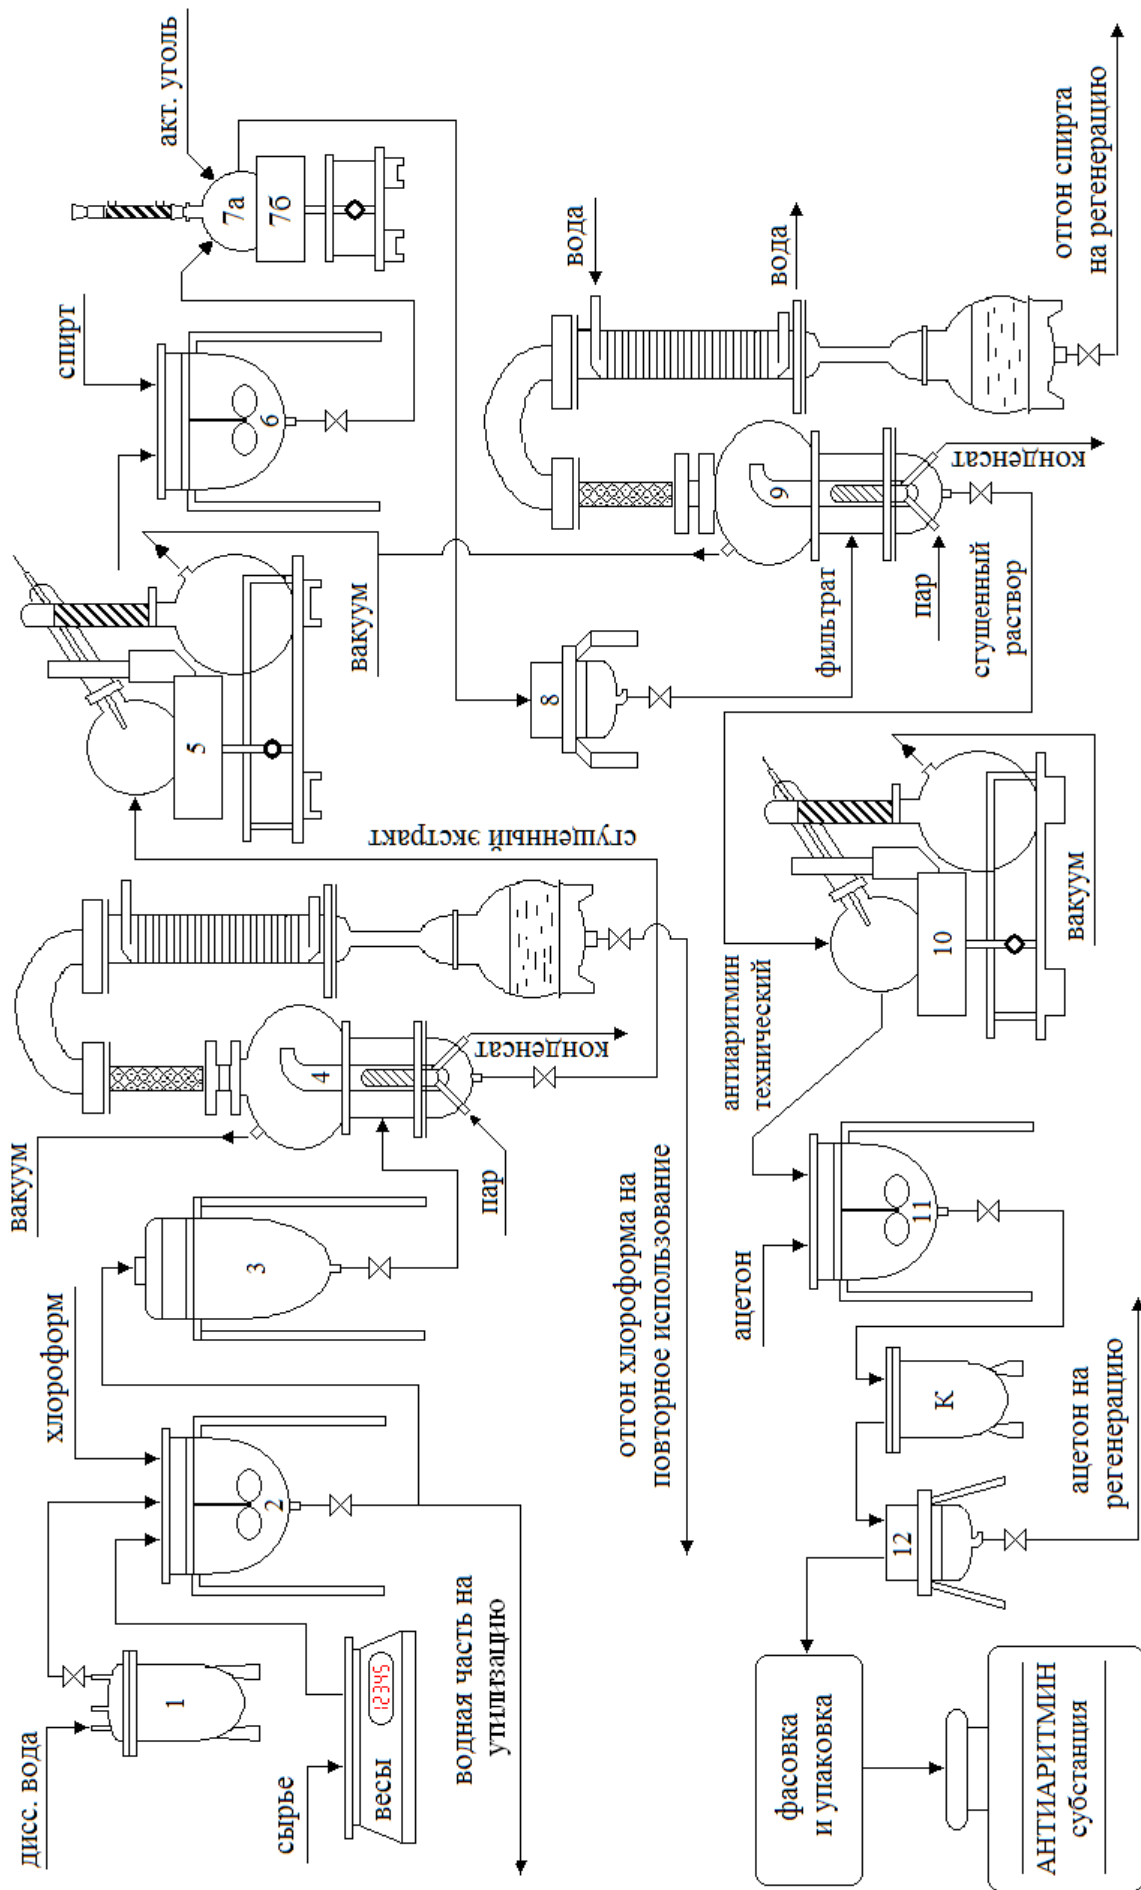 дисс. вода
1
сырье
весы
12345
2
хлороформ
водная часть на
утилизацию
3
вакуум
4
пар
конденсат
отгон хлороформа на
повторное использование
сгущенный экстракт
5
вакуум
спирт
6
акт. уголь
7а
7б
8
фильтрат
9
пар
конденсат
сгущенный
раствор
вода
вода
отгон спирта
на регенерацию
10
вакуум
антиаритмин
технический
ацетон
11
К
12
ацетон на
регенерацию
фасовка
и упаковка
АНТИАРИТМИН
субстанция